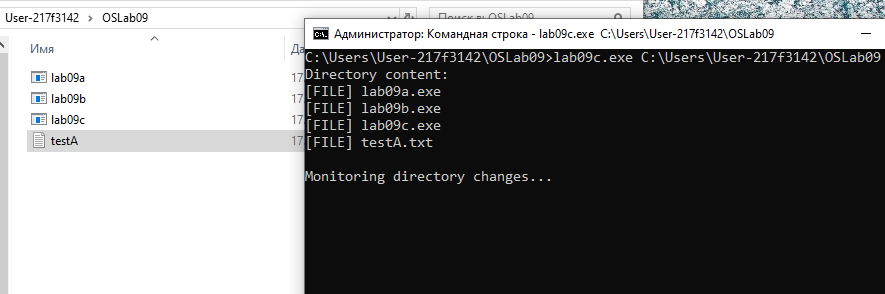 User-217f3142 > OSLab09
Поиск в: OSLab09
Имя
Да
lab09a
17
lab09b
17
lab09c
17
testA
17
Администратор: Командная строка - lab09c.exe C:\Users\User-217f3142\OSLab09
C:\Users\User-217f3142\OSLab09>lab09c.exe C:\Users\User-217f3142\OSLab09
Directory content:
[FILE] lab09a.exe
[FILE] lab09b.exe
[FILE] lab09c.exe
[FILE] testA.txt
Monitoring directory changes...